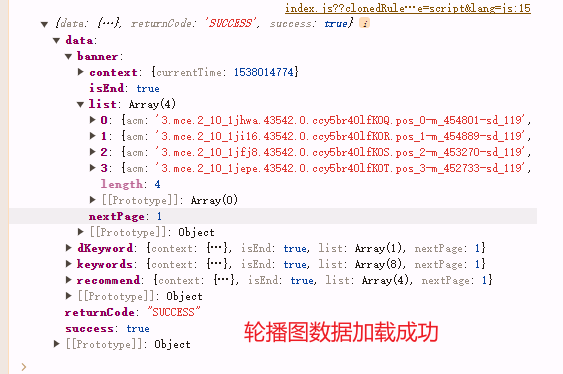 index.js??clonedRule…e=script&lang=js:15
{data: {…}, returnCode: 'SUCCESS', success: true} i
data:
banner:
context: {currentTime: 1538014774}
isEnd: true
list: Array(4)
0: {acm: '3.mce.2_10_1jhwa.43542.0.ccy5br4OlfK0Q.pos_0-m_454801-sd_119',
1: {acm: '3.mce.2_10_1ji16.43542.0.ccy5br4OlfK0R.pos_1-m_454889-sd_119',
2: {acm: '3.mce.2_10_1jfj8.43542.0.ccy5br4OlfK0S.pos_2-m_453270-sd_119',
3: {acm: '3.mce.2_10_1jepe.43542.0.ccy5br4OlfK0T.pos_3-m_452733-sd_119',
length: 4
[[Prototype]]: Array(0)
nextPage: 1
[[Prototype]]: Object
dKeyword: {context: {…}, isEnd: true, list: Array(1), nextPage: 1}
keywords: {context: {…}, isEnd: true, list: Array(8), nextPage: 1}
recommend: {context: {…}, isEnd: true, list: Array(4), nextPage: 1}
[[Prototype]]: Object
returnCode: "SUCCESS"
success: true
[[Prototype]]: Object
轮播图数据加载成功